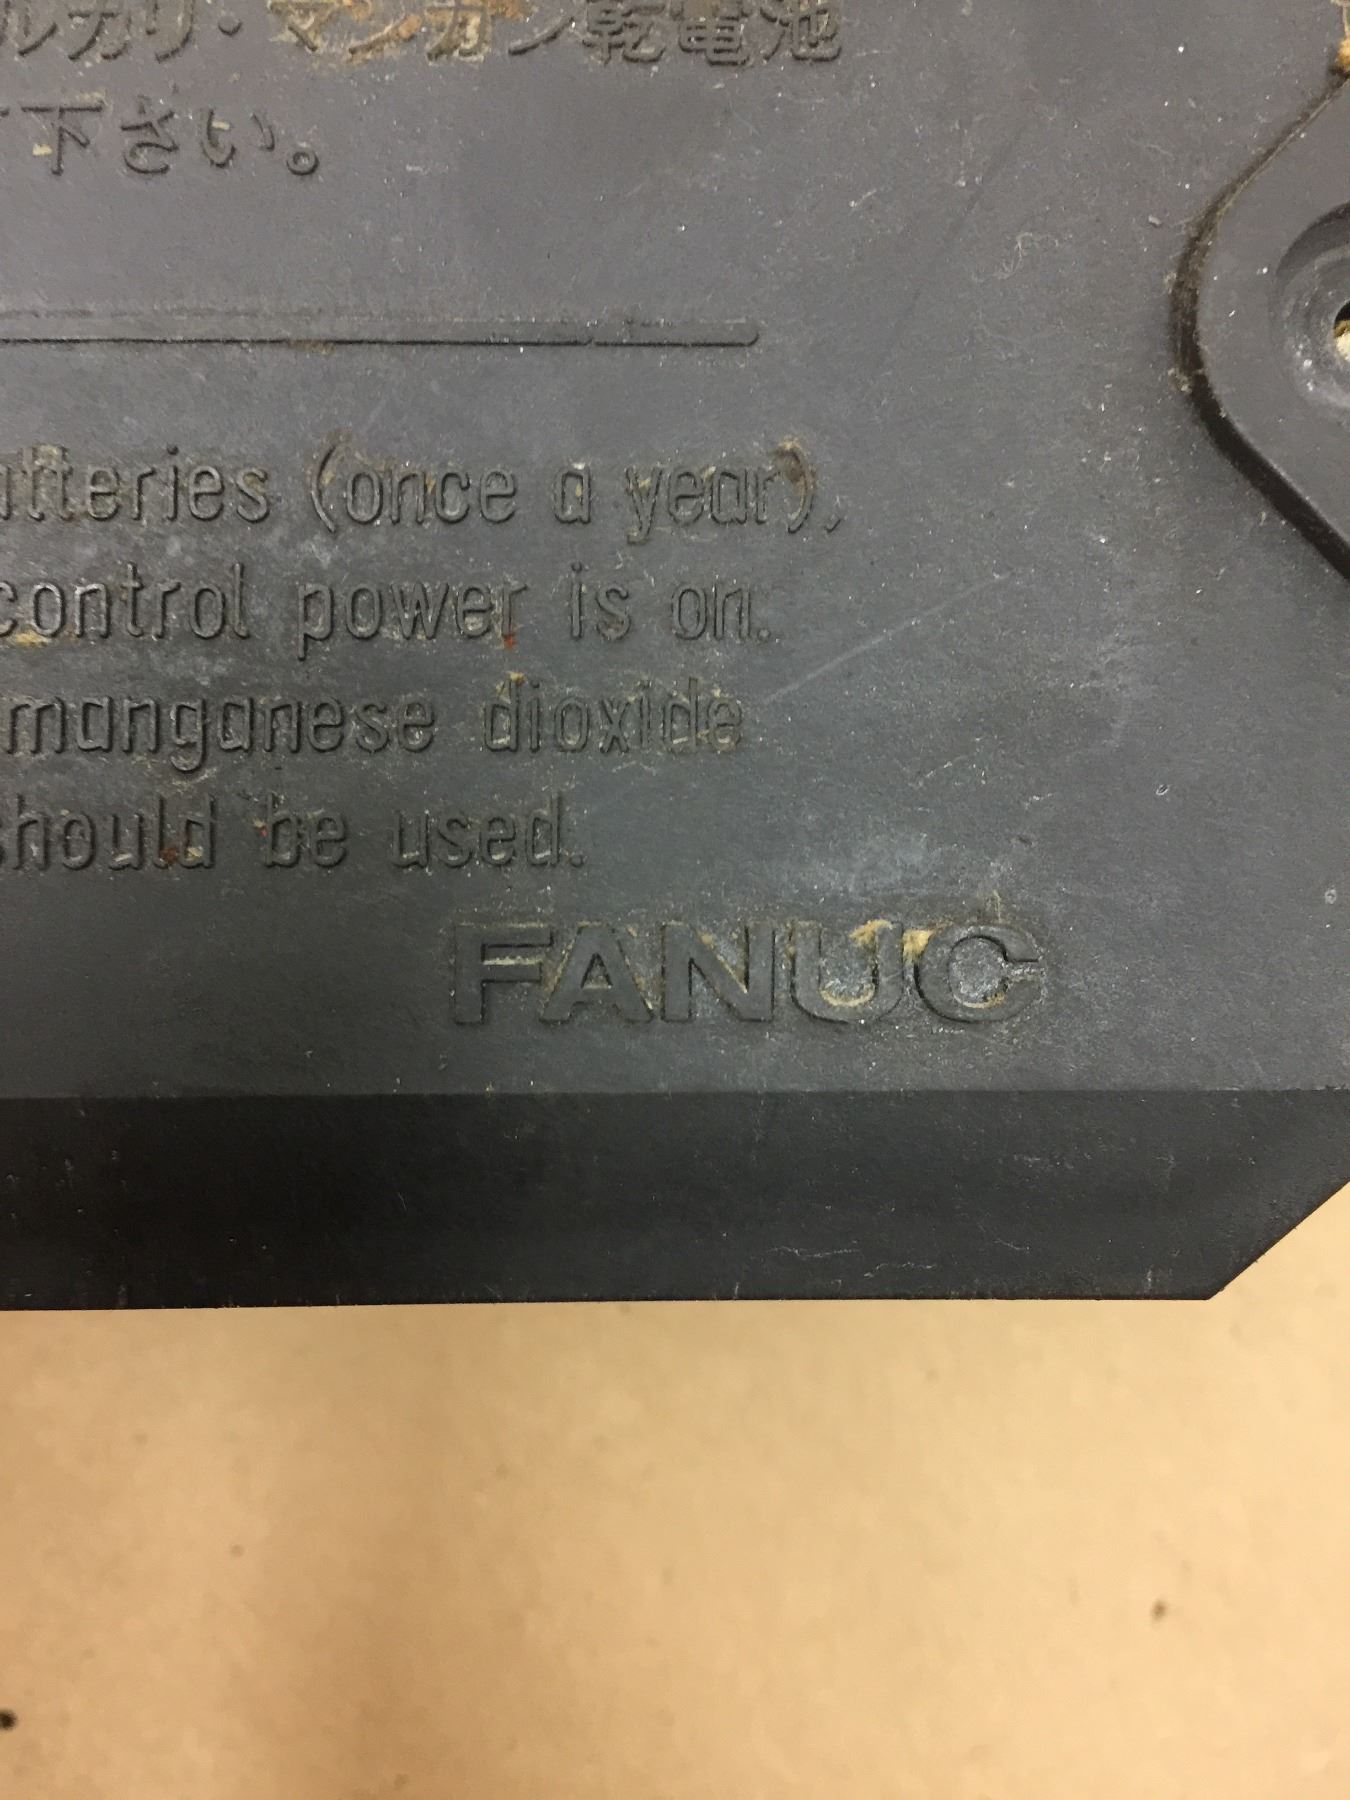 ルカリ・マンガン乾電池
下さい。
atteries (once a year),
control power is on.
manganese dioxide
should be used.
FANUC